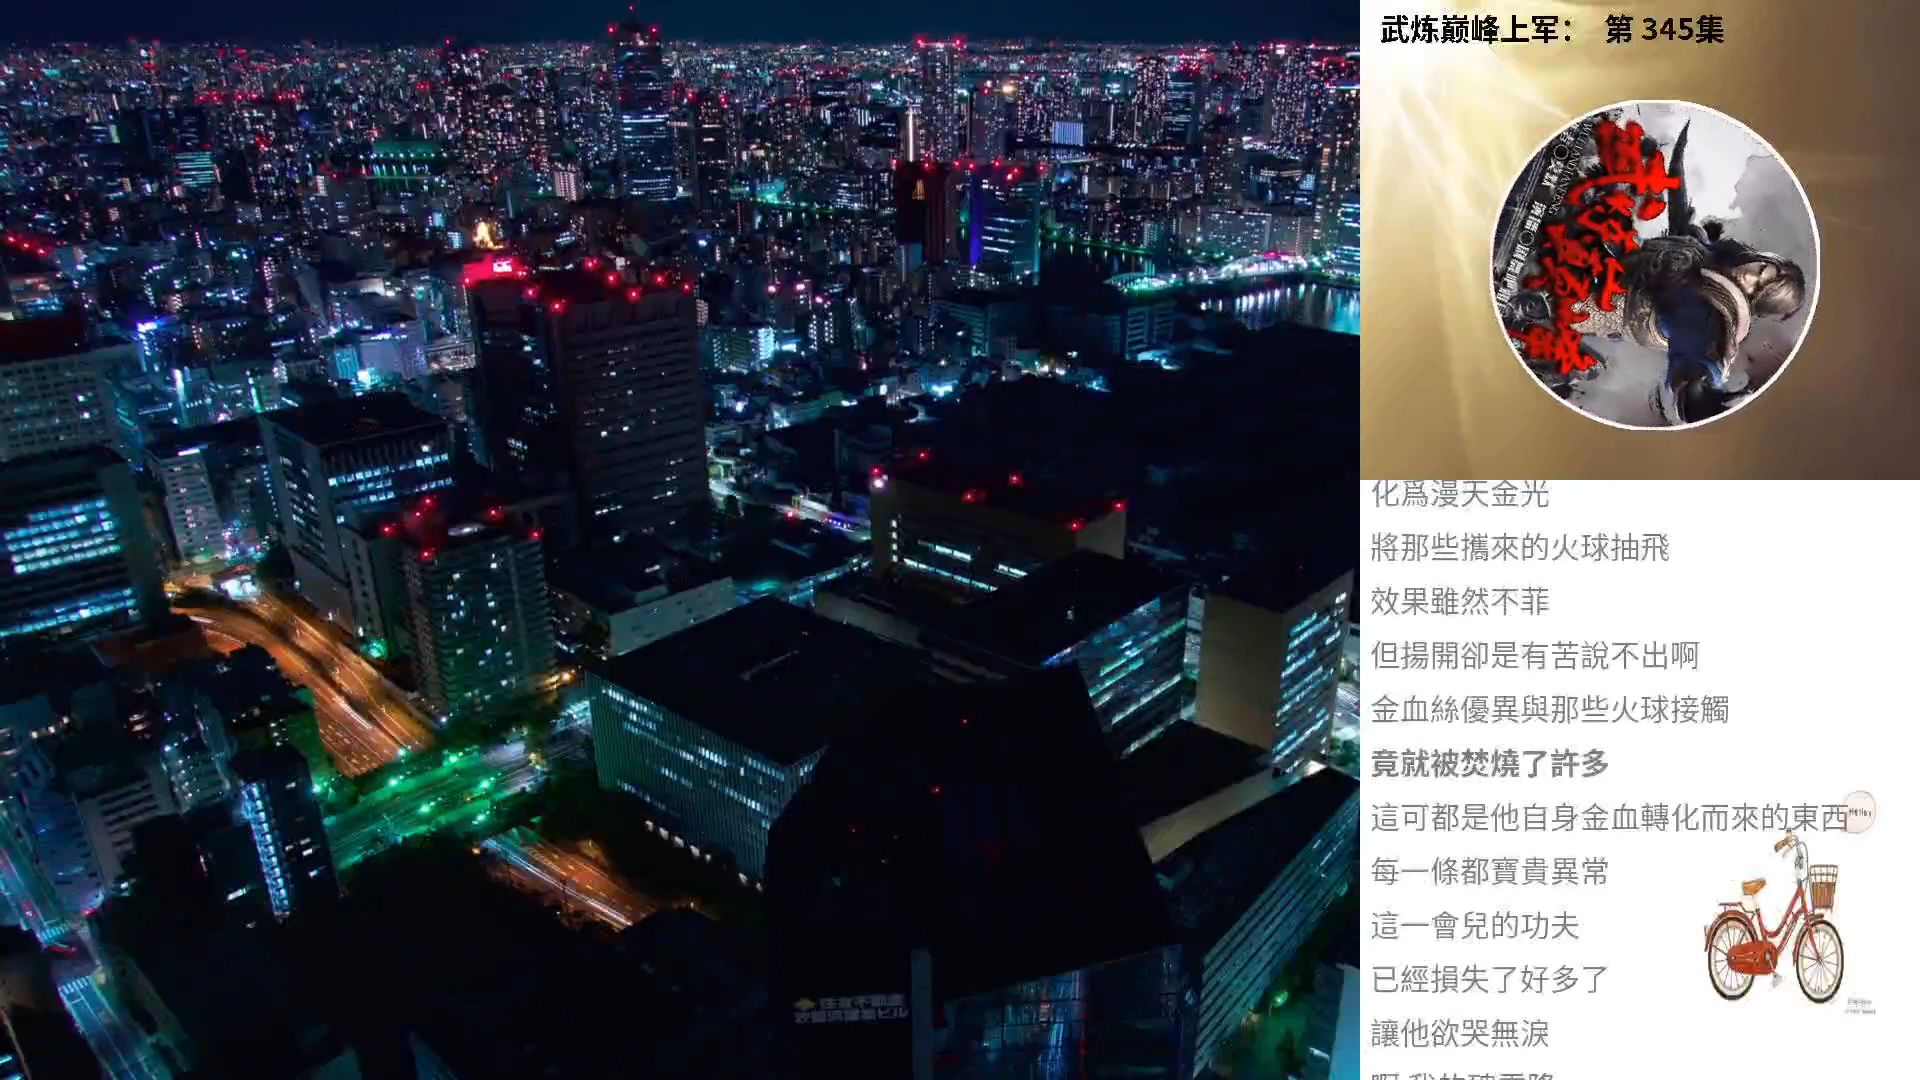 武炼巅峰上军： 第 345集
化爲漫天金光
將那些攜來的火球抽飛
效果雖然不菲
但揚開卻是有苦說不出啊
金血絲優異與那些火球接觸
竟就被焚燒了許多
這可都是他自身金血轉化而來的東西
每一條都寶貴異常
這一會兒的功夫
已經損失了好多了
讓他欲哭無淚